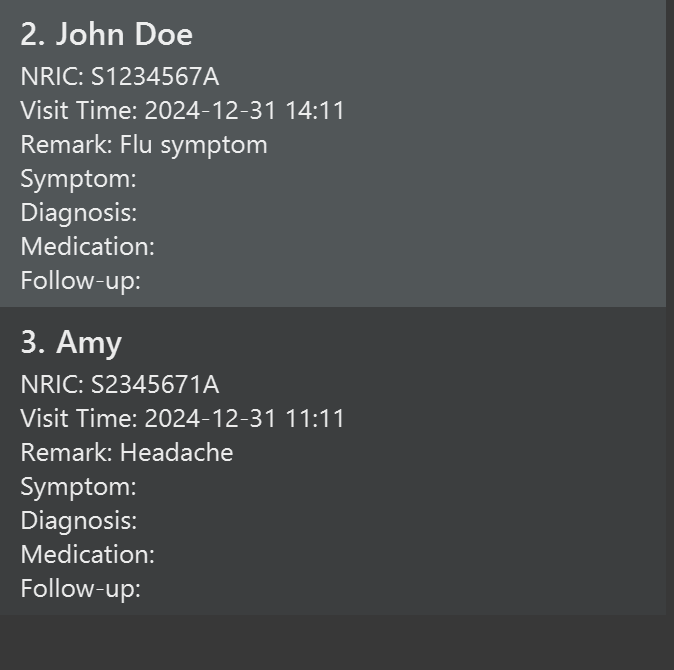 2. John Doe
NRIC: S1234567A
Visit Time: 2024-12-31 14:11
Remark: Flu symptom
Symptom:
Diagnosis:
Medication:
Follow-up:
3. Amy
NRIC: S2345671A
Visit Time: 2024-12-31 11:11
Remark: Headache
Symptom:
Diagnosis:
Medication:
Follow-up: